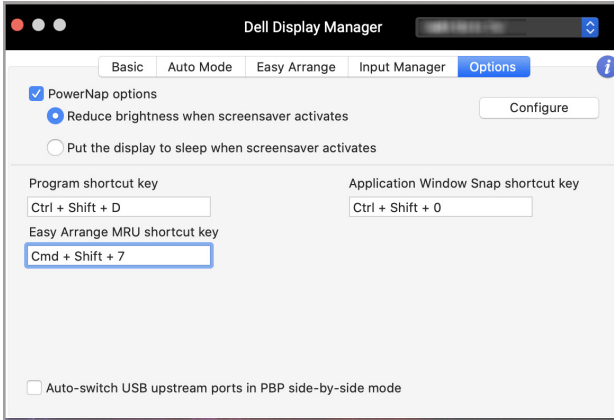 Dell Display Manager
Basic Auto Mode Easy Arrange Input Manager Options i
PowerNap options
Configure
Reduce brightness when screensaver activates
Put the display to sleep when screensaver activates
Program shortcut key Application Window Snap shortcut key
Ctrl + Shift + D Ctrl + Shift + 0
Easy Arrange MRU shortcut key
Cmd + Shift + 7
Auto-switch USB upstream ports in PBP side-by-side mode